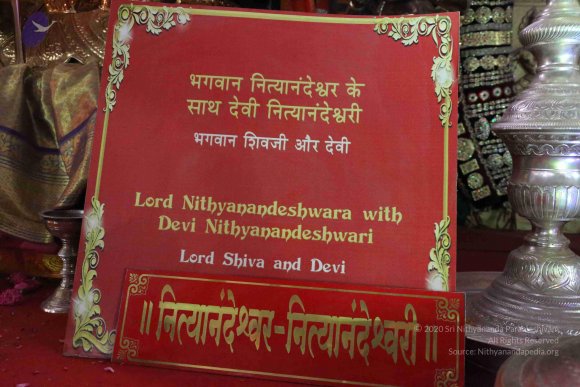 भगवान नित्यानंदेश्वर के
साथ देवी नित्यानंदेश्वरी
भगवान शिवजी और देवी
Lord Nithyanandeshwara with
Devi Nithyanandeshwari
Lord Shiva and Devi
॥ नित्यानंदेश्वर-नित्यानंदेश्वरी ॥
© 2020 Sri Nithyananda Paramashivam
All Rights Reserved
Source: Nithyanandapedia.org